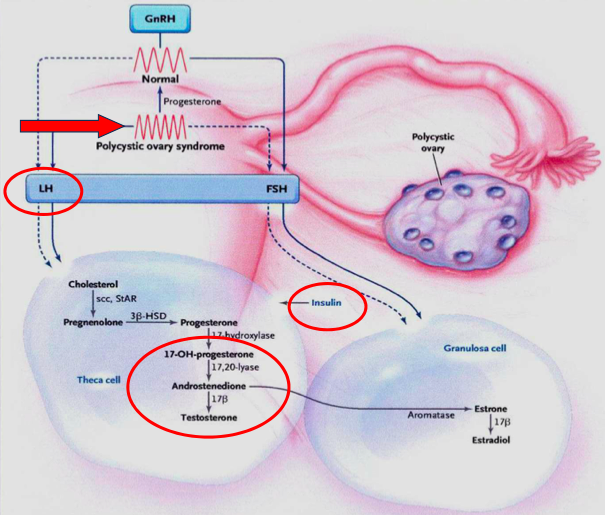 GnRH
Normal
Progesterone
Polycystic ovary syndrome
Polycystic
ovary
LH
FSH
Cholesterol
scc, StAR
Pregnenolone
3β-HSD
Progesterone
17-hydroxylase
17-OH-progesterone
17,20-lyase
Androstenedione
17β
Testosterone
Theca cell
Insulin
Granulosa cell
Aromatase
Estrone
17β
Estradiol